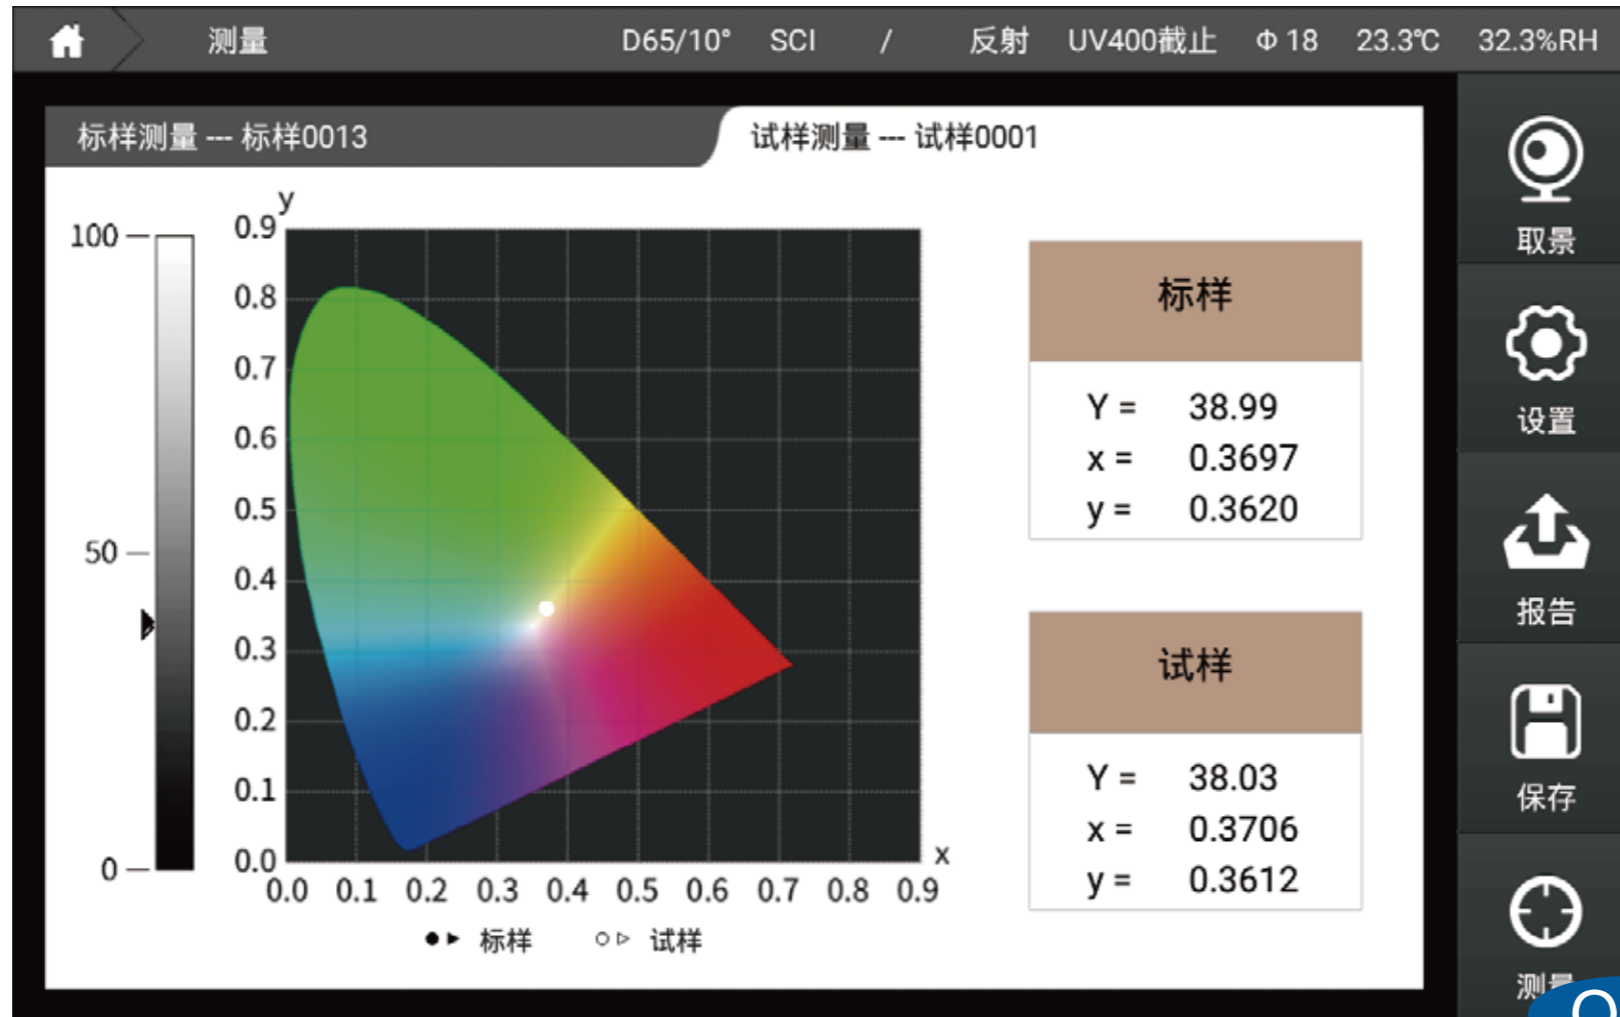 测量 D65/10° SCI / 反射 UV400截止 Φ 18 23.3℃ 32.3%RH
标样测量 --- 标样0013
试样测量 --- 试样0001
取景
设置
报告
保存
测量
100
50
0
y
0.9
0.8
0.7
0.6
0.5
0.4
0.3
0.2
0.1
0.0
0.0 0.1 0.2 0.3 0.4 0.5 0.6 0.7 0.8 0.9
x
●► 标样 ○▷ 试样
标样
Y = 38.99
x = 0.3697
y = 0.3620
试样
Y = 38.03
x = 0.3706
y = 0.3612